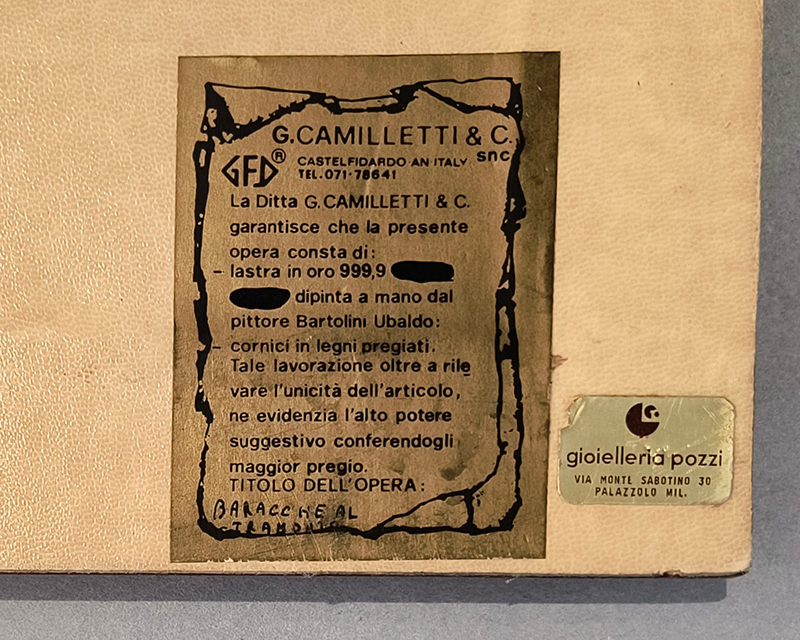 G.CAMILLETTI & C.
snc
GFD®
CASTELFIDARDO AN ITALY
TEL. 071-78641
La Ditta G.CAMILLETTI & C.
garantisce che la presente
opera consta di:
- lastra in oro 999,9
dipinta a mano dal
pittore Bartolini Ubaldo:
- cornici in legni pregiati.
Tale lavorazione oltre a rile
vare l'unicità dell'articolo,
ne evidenzia l'alto potere
suggestivo conferendogli
maggior pregio.
TITOLO DELL'OPERA:
BARACCHE AL
TRAMONTO
gioielleria pozzi
VIA MONTE SABOTINO 30
PALAZZOLO MIL.